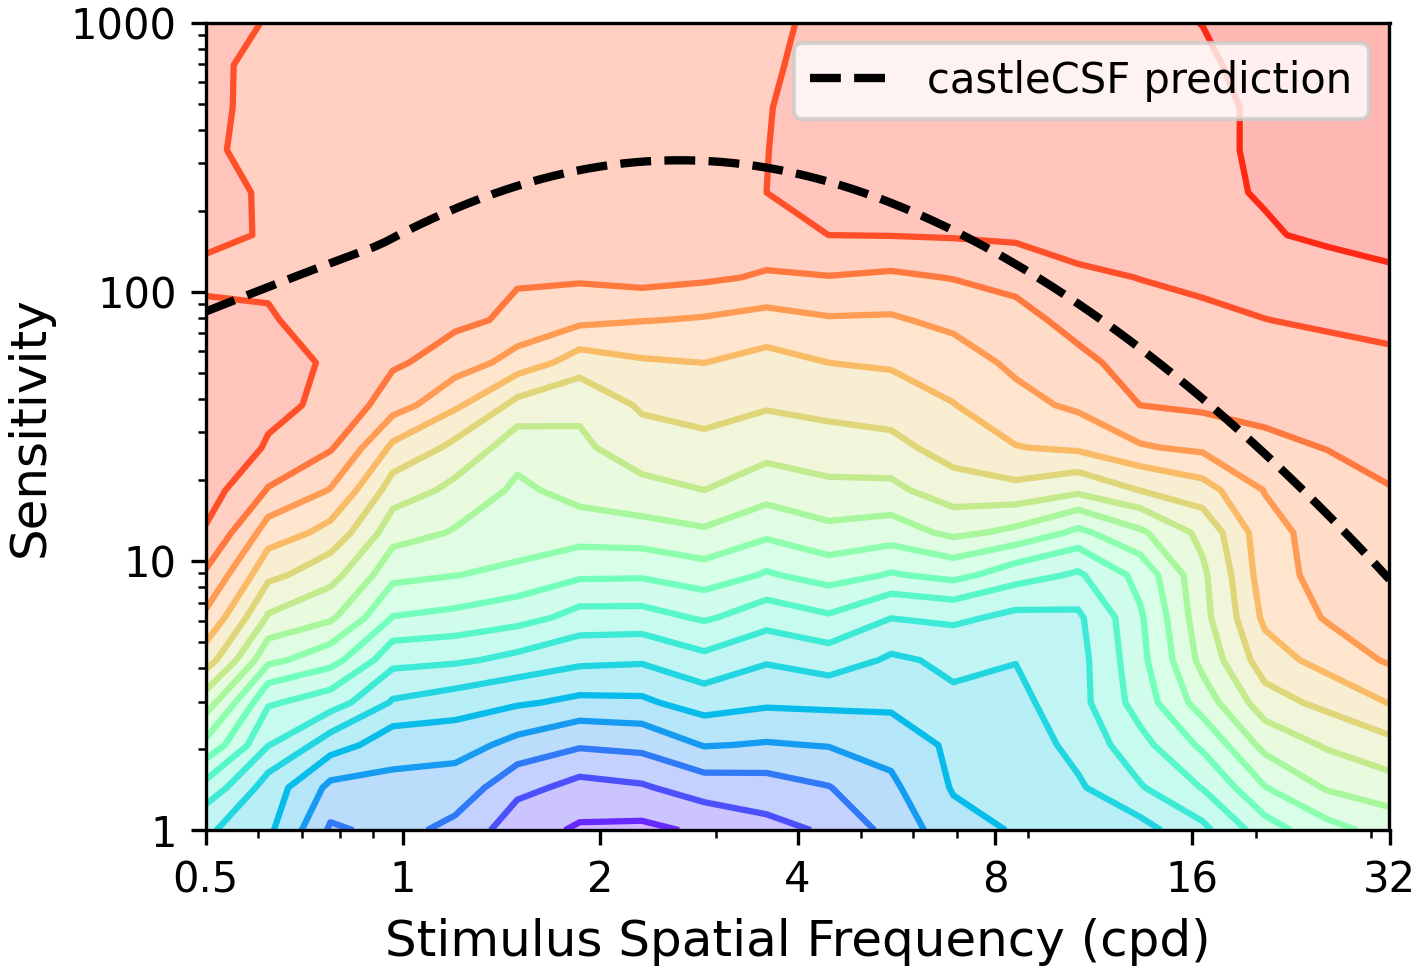 1000
100
10
1
Sensitivity
castleCSF prediction
0.5 1 2 4 8 16 32
Stimulus Spatial Frequency (cpd)